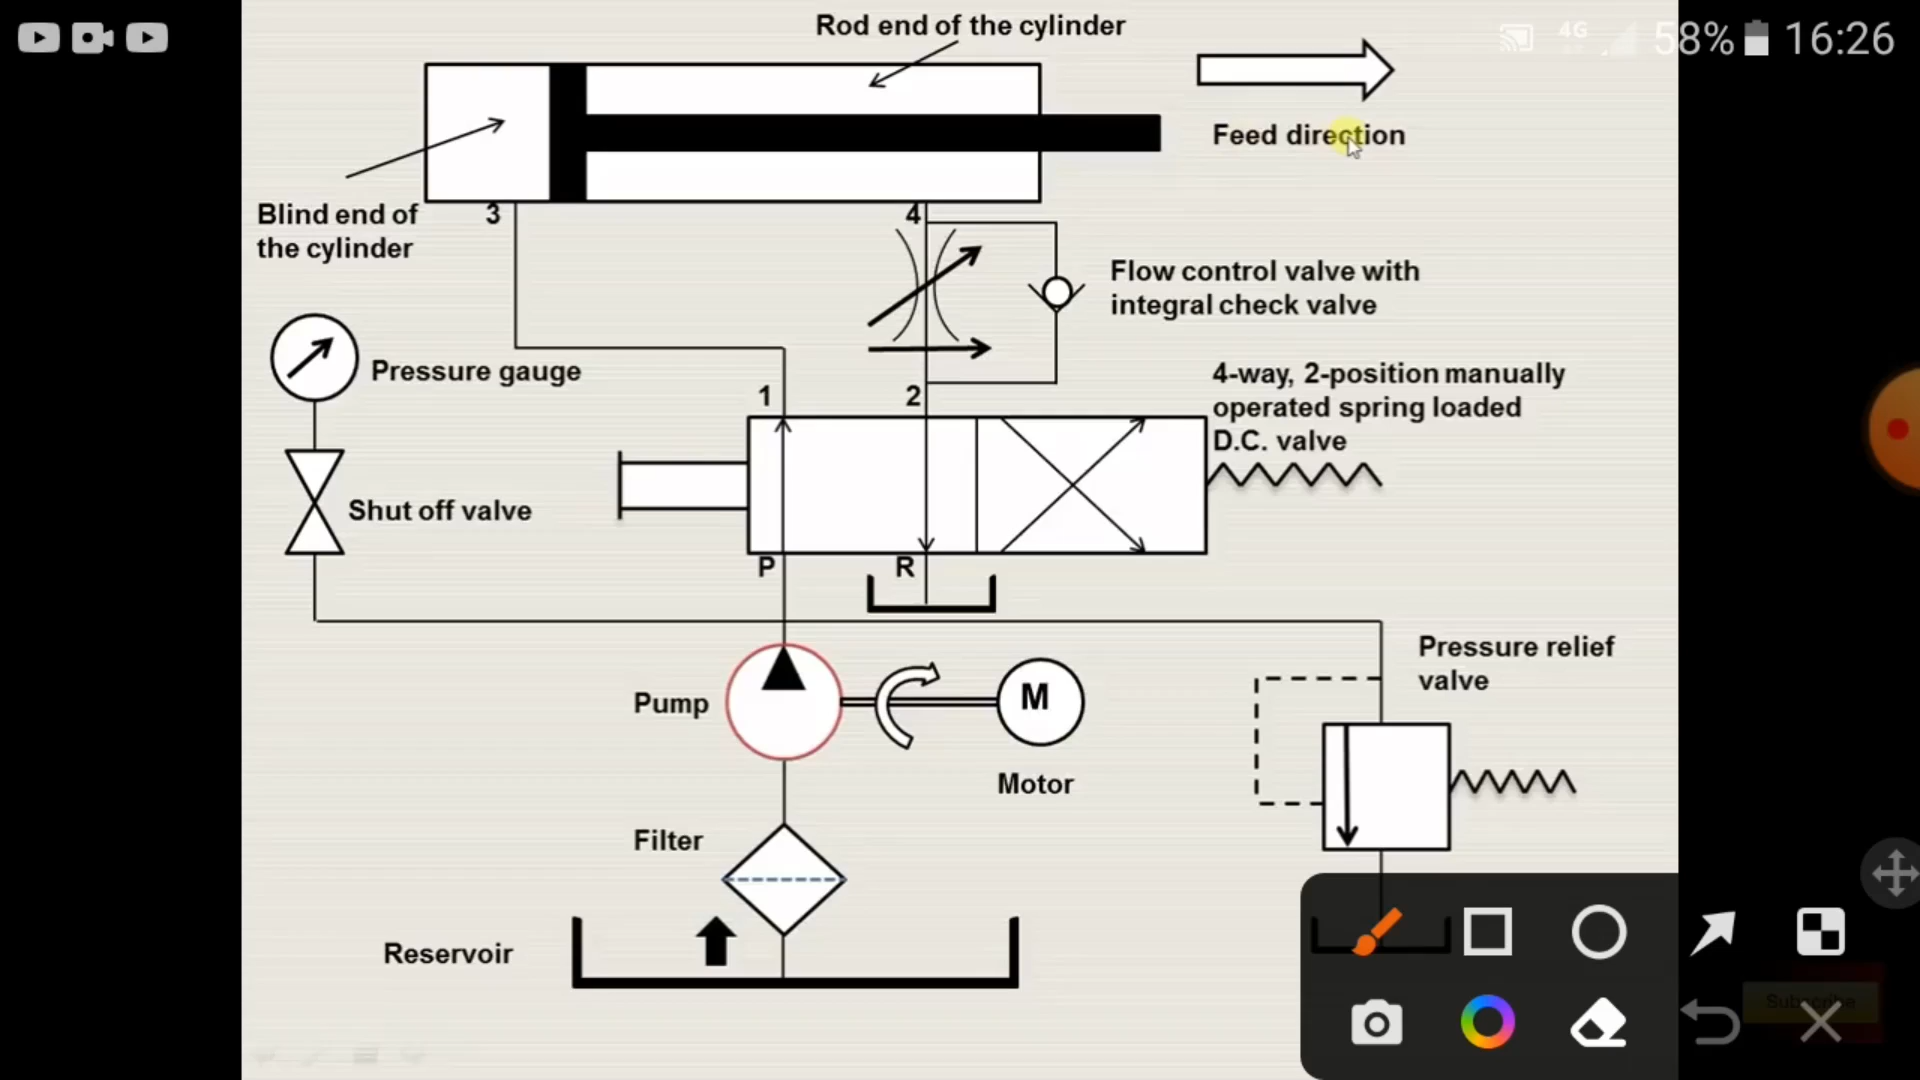 Rod end of the cylinder
4G
58%
16:26
Feed direction
Blind end of
the cylinder
3
4
Flow control valve with
integral check valve
Pressure gauge
1
2
4-way, 2-position manually
operated spring loaded
D.C. valve
Shut off valve
P
R
Pressure relief
valve
Pump
M
Motor
Filter
Reservoir
Subscribe